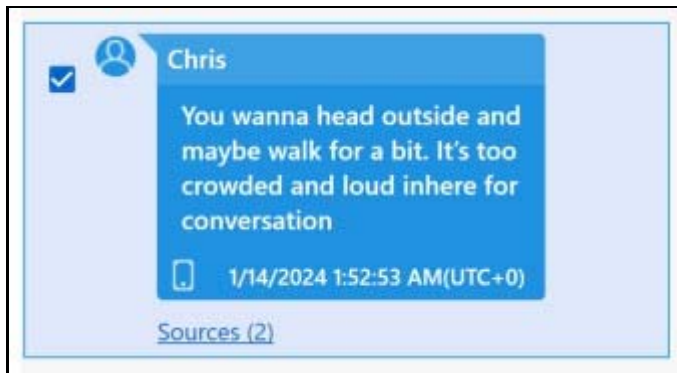 Chris
You wanna head outside and
maybe walk for a bit. It's too
crowded and loud inhere for
conversation
1/14/2024 1:52:53 AM(UTC+0)
Sources (2)